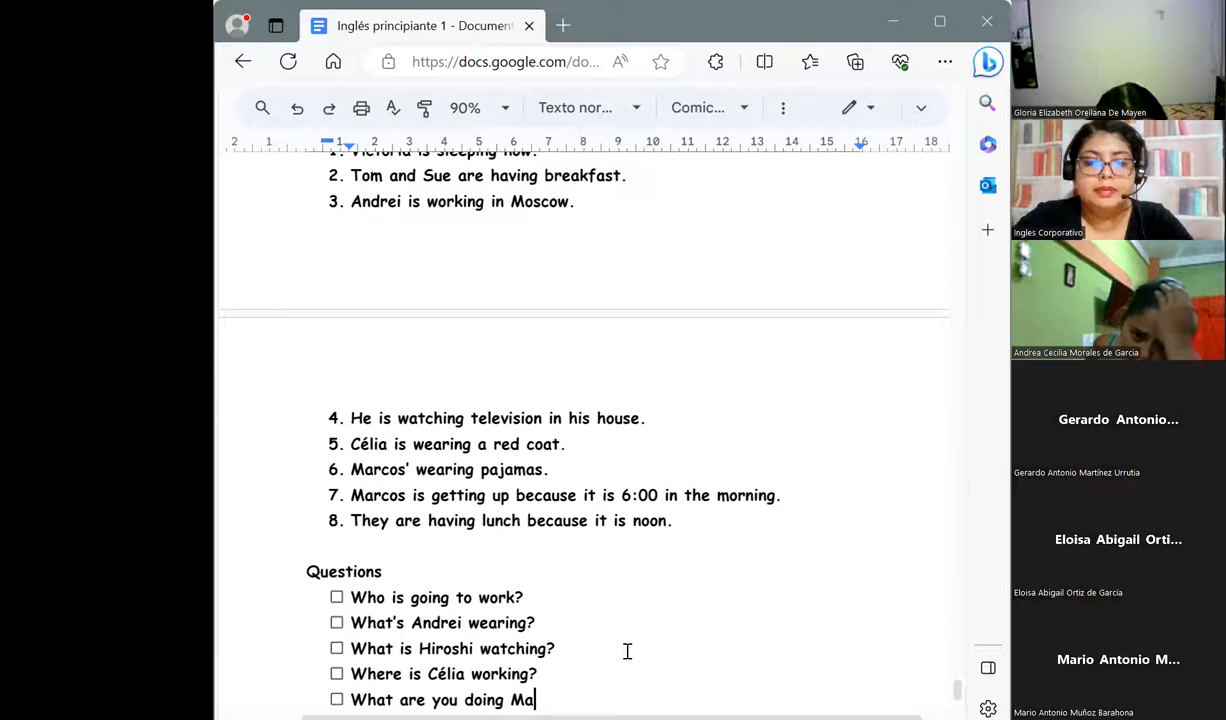 Inglés principiante 1 - Document
https://docs.google.com/do...
90%
Texto nor...
Comic...
2 1 1 2 3 4 5 6 7 8 9 10 11 12 13 14 15 16 17 18
1. Victoria is sleeping now.
2. Tom and Sue are having breakfast.
3. Andrei is working in Moscow.
4. He is watching television in his house.
5. Célia is wearing a red coat.
6. Marcos' wearing pajamas.
7. Marcos is getting up because it is 6:00 in the morning.
8. They are having lunch because it is noon.
Questions
Who is going to work?
What's Andrei wearing?
What is Hiroshi watching?
Where is Célia working?
What are you doing Ma
Gloria Elizabeth Orellana De Mayen
Ingles Corporativo
Andrea Cecilia Morales de Garcia
Gerardo Antonio...
Gerardo Antonio Martínez Urrutia
Eloisa Abigail Orti...
Eloisa Abigail Ortiz de García
Mario Antonio M...
Mario Antonio Muñoz Barahona